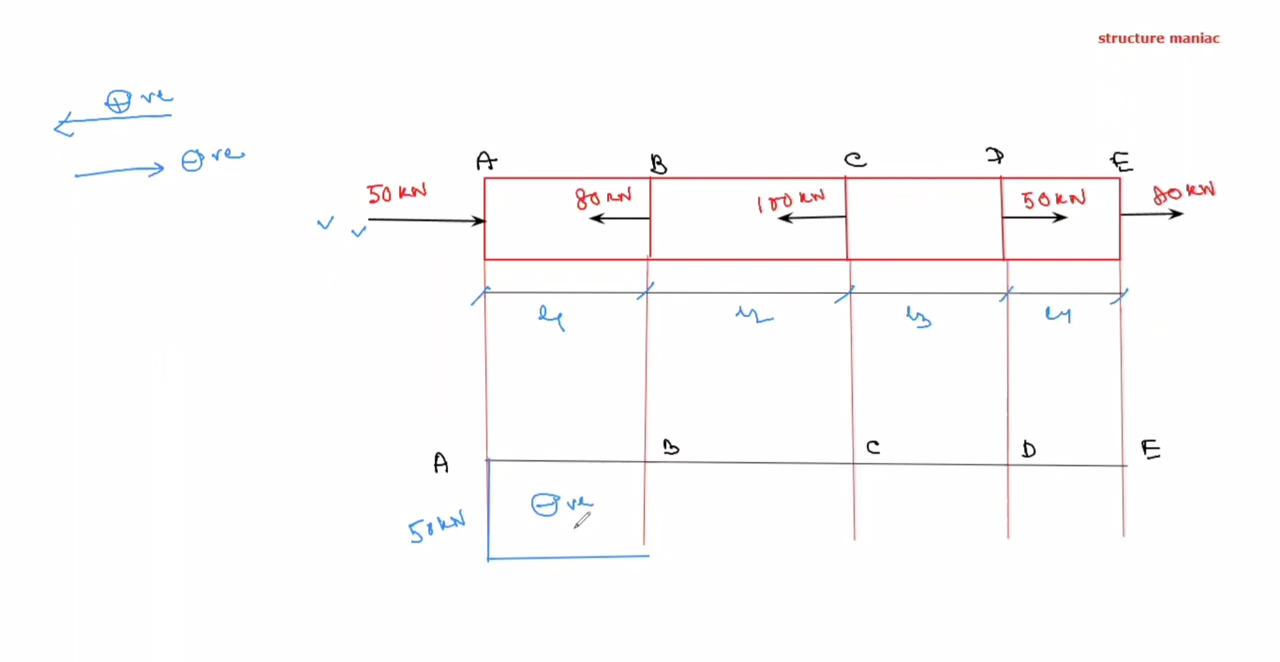 structure maniac
⊕ ve
⊖ ve
A B C D E
50 KN 80 KN 100 KN 50 KN 80 KN
l1 l2 l3 l4
A B C D E
50 KN ⊖ ve